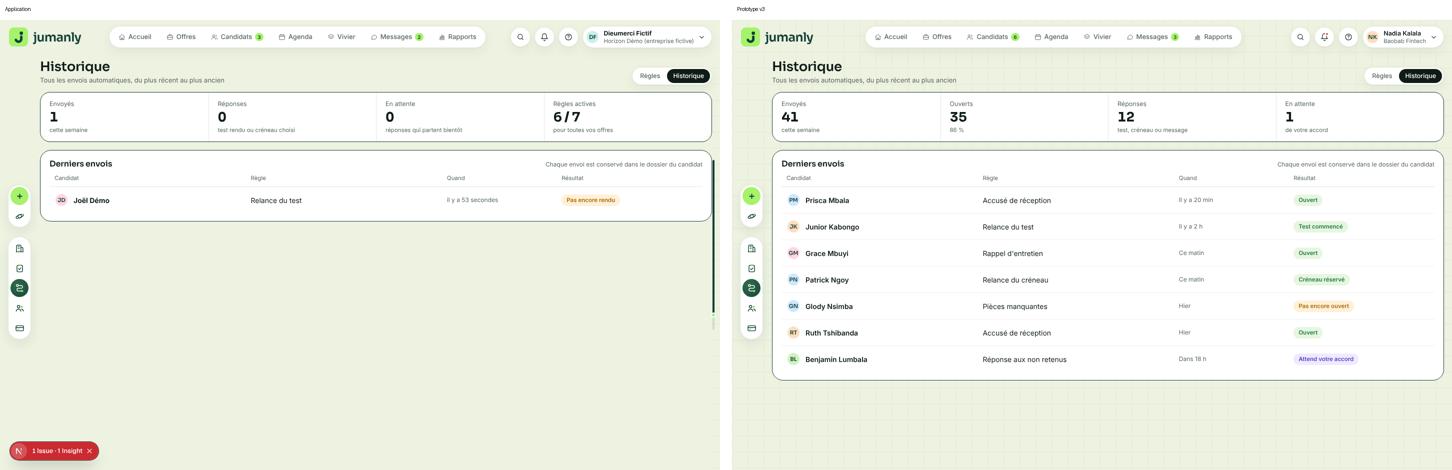 Application
jumanly
Accueil
Offres
Candidats 3
Agenda
Vivier
Messages 2
Rapports
DF
Dieumerci Fictif
Horizon Démo (entreprise fictive)
Historique
Tous les envois automatiques, du plus récent au plus ancien
Règles
Historique
Envoyés
1
cette semaine
Réponses
0
test rendu ou créneau choisi
En attente
0
réponses qui partent bientôt
Règles actives
6 / 7
pour toutes vos offres
Derniers envois
Chaque envoi est conservé dans le dossier du candidat
Candidat Règle Quand Résultat
JD Joël Démo Relance du test il y a 53 secondes Pas encore rendu
N 1 Issue · 1 Insight
Prototype v3
jumanly
Accueil
Offres
Candidats 6
Agenda
Vivier
Messages 3
Rapports
NK
Nadia Kalala
Baobab Fintech
Historique
Tous les envois automatiques, du plus récent au plus ancien
Règles
Historique
Envoyés
41
cette semaine
Ouverts
35
86 %
Réponses
12
test, créneau ou message
En attente
1
de votre accord
Derniers envois
Chaque envoi est conservé dans le dossier du candidat
Candidat Règle Quand Résultat
PM Prisca Mbala Accusé de réception Il y a 20 min Ouvert
JK Junior Kabongo Relance du test Il y a 2 h Test commencé
GM Grace Mbuyi Rappel d'entretien Ce matin Ouvert
PN Patrick Ngoy Relance du créneau Ce matin Créneau réservé
GN Glody Nsimba Pièces manquantes Hier Pas encore ouvert
RT Ruth Tshibanda Accusé de réception Hier Ouvert
BL Benjamin Lumbala Réponse aux non retenus Dans 18 h Attend votre accord